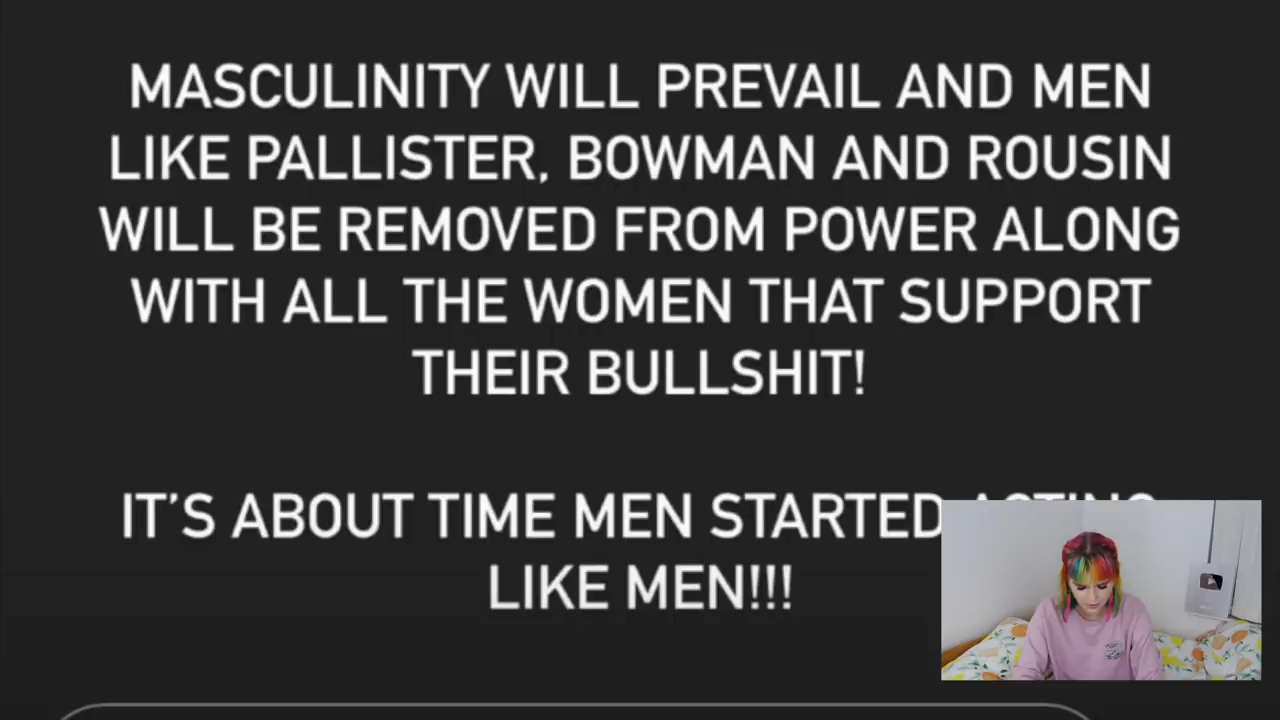 MASCULINITY WILL PREVAIL AND MEN
LIKE PALLISTER, BOWMAN AND ROUSIN
WILL BE REMOVED FROM POWER ALONG
WITH ALL THE WOMEN THAT SUPPORT
THEIR BULLSHIT!
IT'S ABOUT TIME MEN STARTED
LIKE MEN!!!